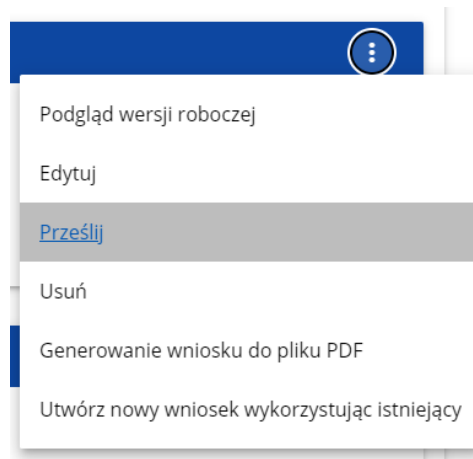 Podgląd wersji roboczej
Edytuj
Prześlij
Usuń
Generowanie wniosku do pliku PDF
Utwórz nowy wniosek wykorzystując istniejący